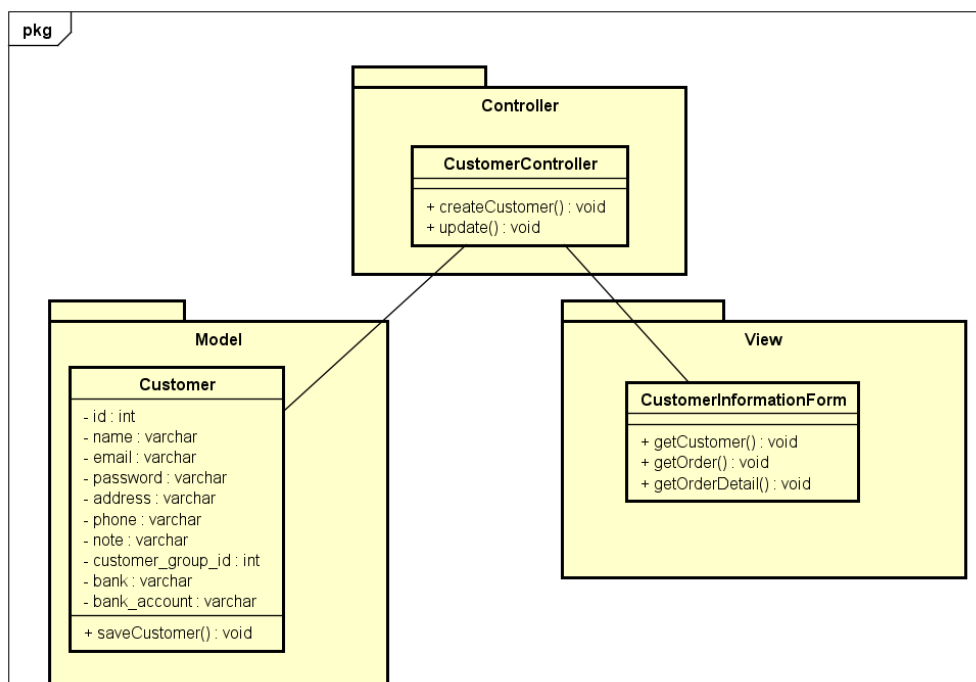 pkg
Controller
CustomerController
+ createCustomer() : void
+ update() : void
Model
Customer
- id : int
- name : varchar
- email : varchar
- password : varchar
- address : varchar
- phone : varchar
- note : varchar
- customer_group_id : int
- bank : varchar
- bank_account : varchar
+ saveCustomer() : void
View
CustomerInformationForm
+ getCustomer() : void
+ getOrder() : void
+ getOrderDetail() : void